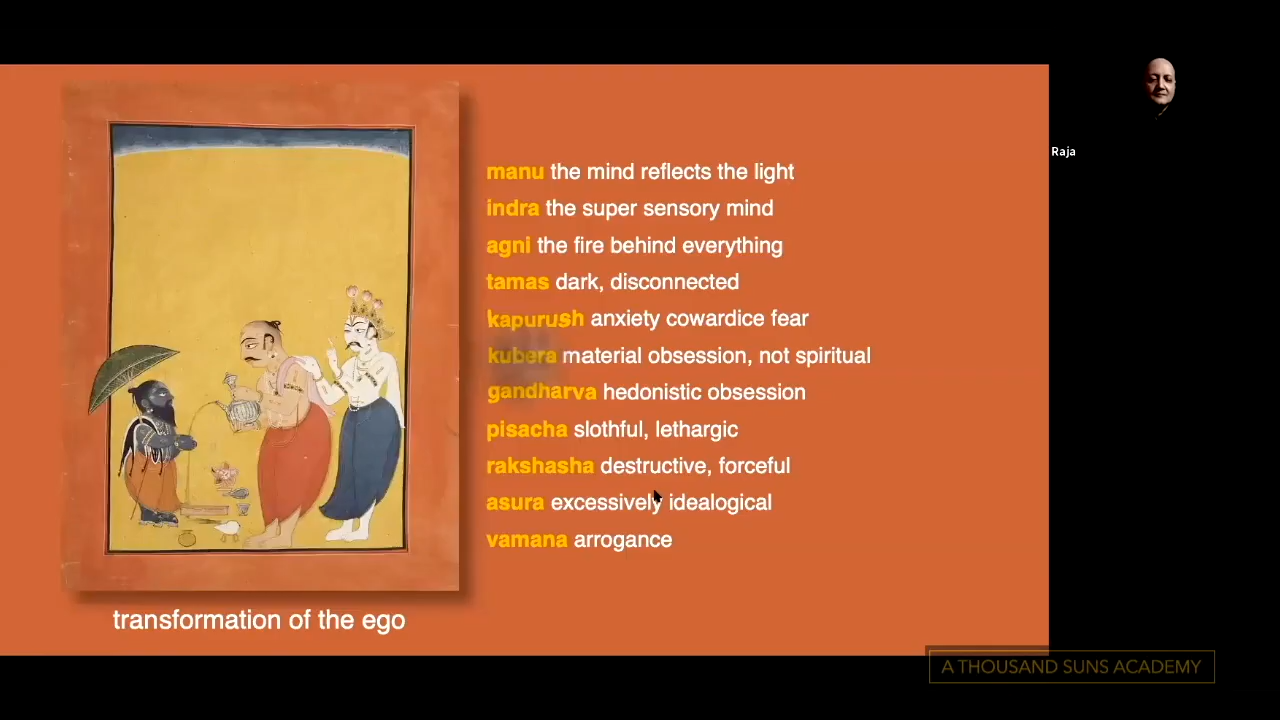 manu the mind reflects the light
indra the super sensory mind
agni the fire behind everything
tamas dark, disconnected
kapurush anxiety cowardice fear
kubera material obsession, not spiritual
gandharva hedonistic obsession
pisacha slothful, lethargic
rakshasha destructive, forceful
asura excessively idealogical
vamana arrogance
transformation of the ego
Raja
A THOUSAND SUNS ACADEMY